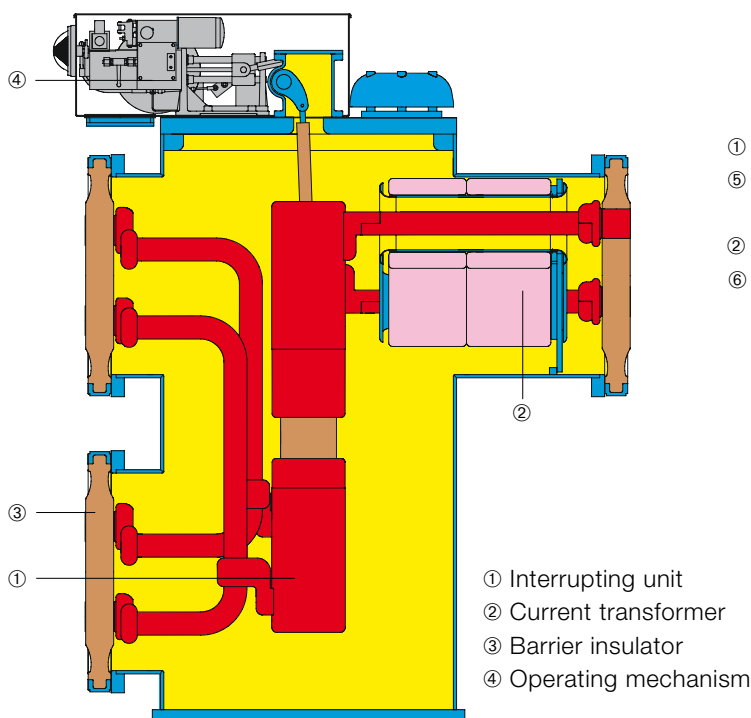 ④
①
⑤
②
⑥
②
③
①
① Interrupting unit
② Current transformer
③ Barrier insulator
④ Operating mechanism